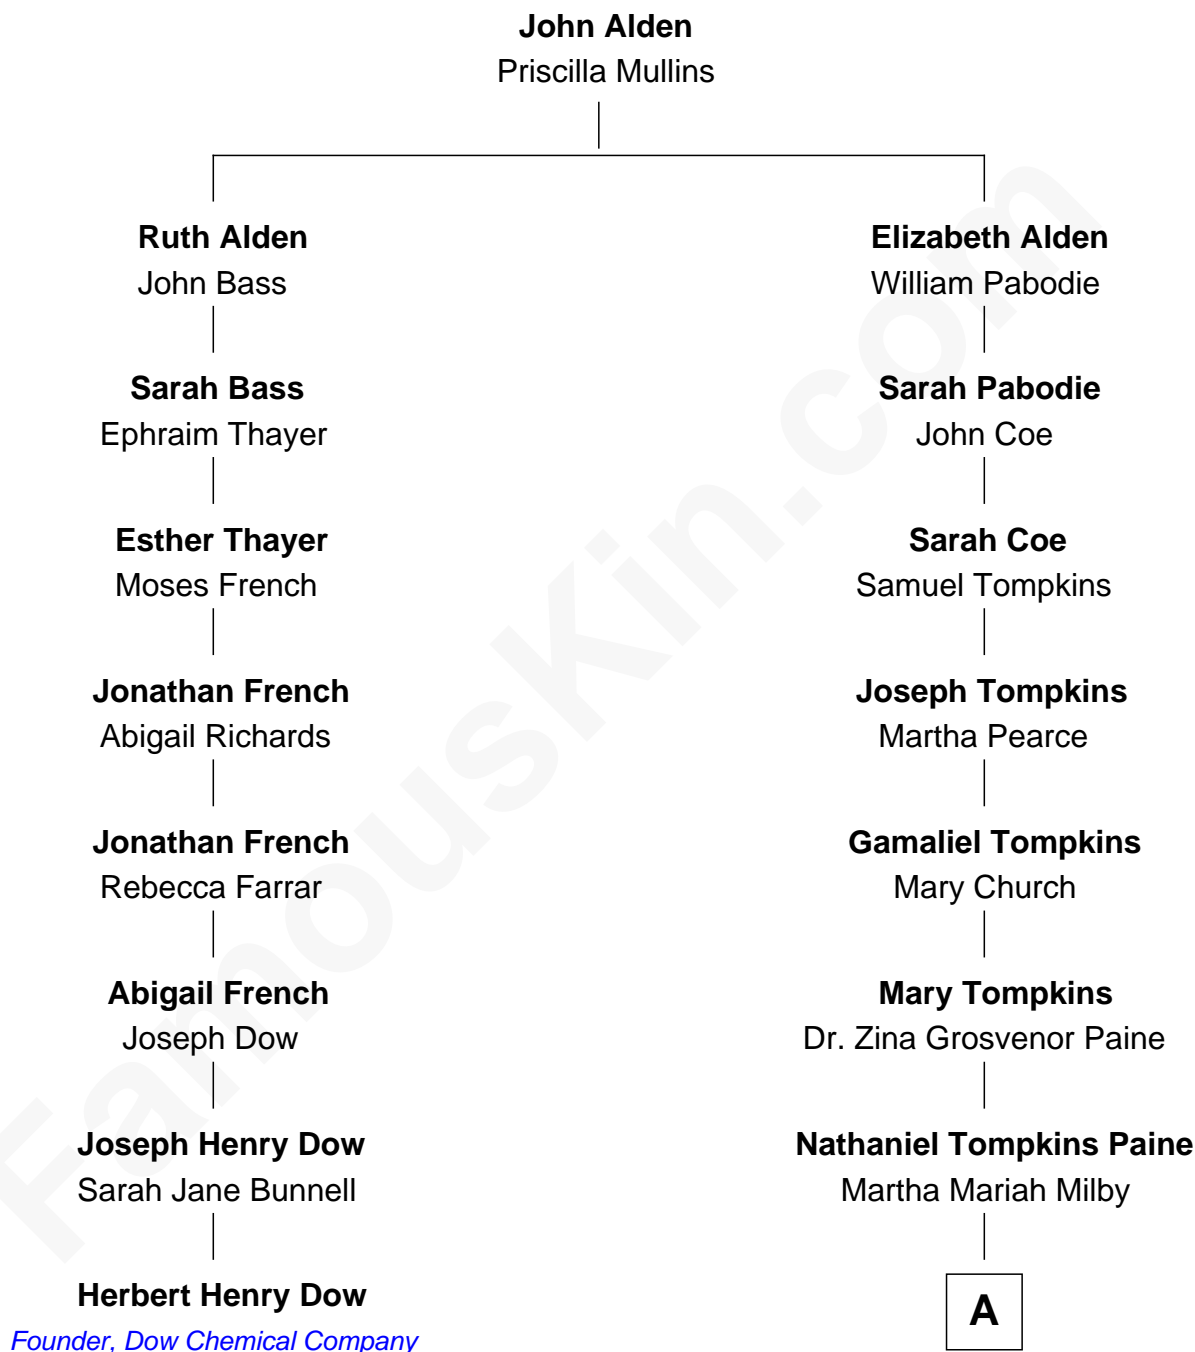 John Alden
Priscilla Mullins
Ruth Alden
John Bass
Elizabeth Alden
William Pabodie
Sarah Bass
Ephraim Thayer
Sarah Pabodie
John Coe
Esther Thayer
Moses French
Sarah Coe
Samuel Tompkins
Jonathan French
Abigail Richards
Joseph Tompkins
Martha Pearce
Jonathan French
Rebecca Farrar
Gamaliel Tompkins
Mary Church
Abigail French
Joseph Dow
Mary Tompkins
Dr. Zina Grosvenor Paine
Joseph Henry Dow
Sarah Jane Bunnell
Nathaniel Tompkins Paine
Martha Mariah Milby
Herbert Henry Dow
Founder, Dow Chemical Company
A
FamousKin.com